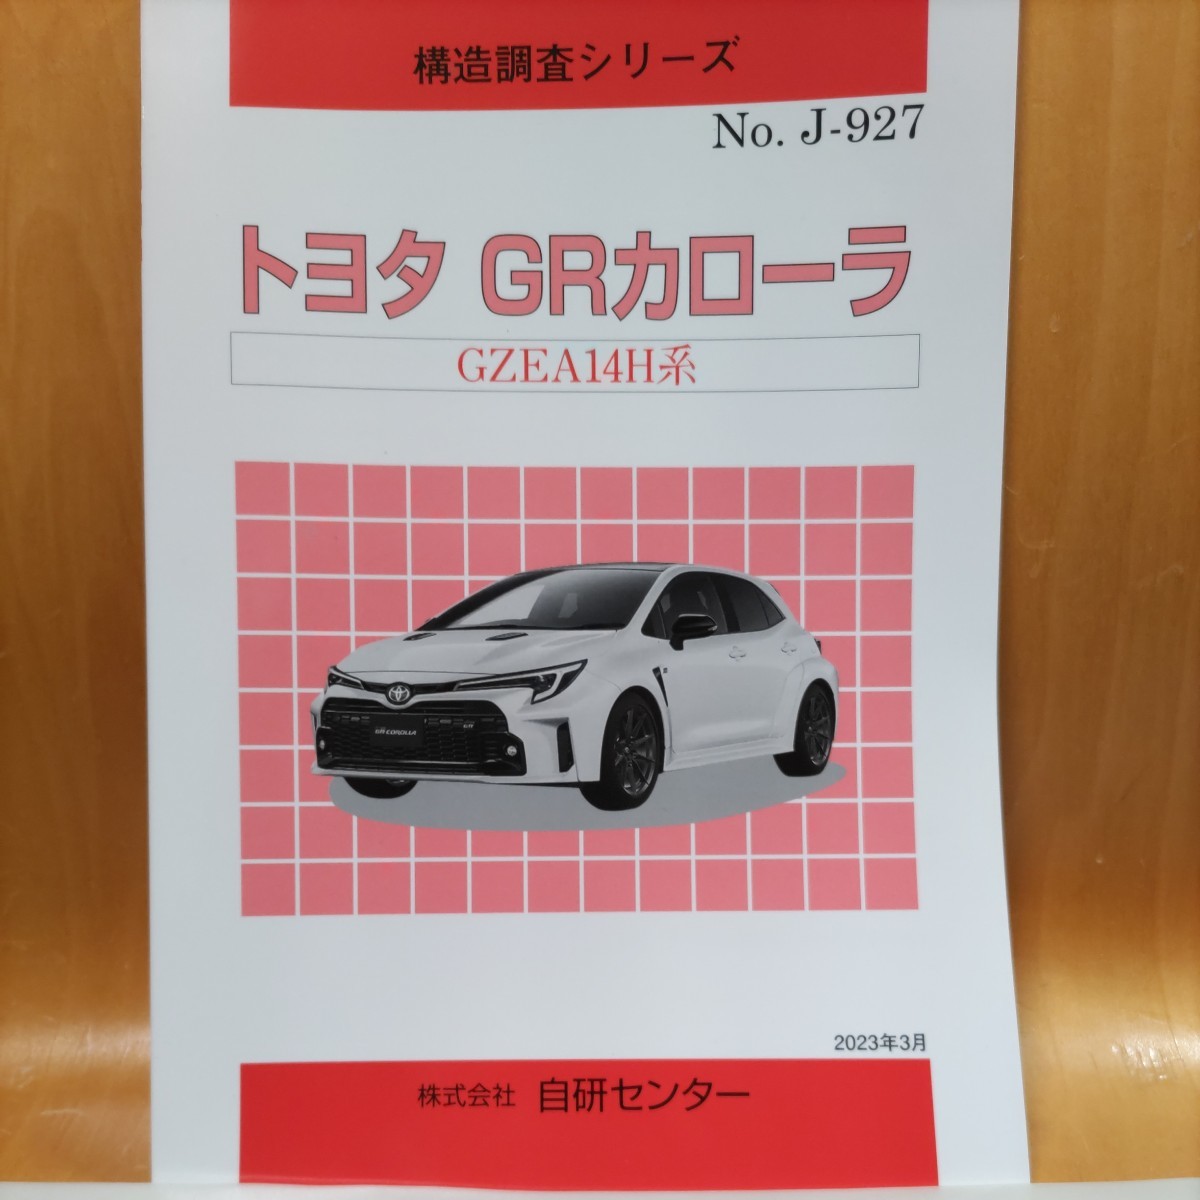 構造調査シリーズ
No. J-927
トヨタ GRカローラ
GZEA14H系
GR COROLLA
2023年3月
株式会社 自研センター